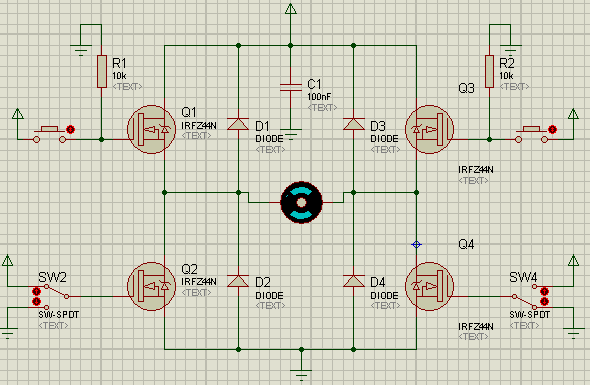 R1
10k
<TEXT>
R2
10k
<TEXT>
C1
100nF
<TEXT>
Q1
IRFZ44N
<TEXT>
D1
DIODE
<TEXT>
D3
DIODE
<TEXT>
Q3
IRFZ44N
<TEXT>
Q2
IRFZ44N
<TEXT>
D2
DIODE
<TEXT>
D4
DIODE
<TEXT>
Q4
IRFZ44N
<TEXT>
SW2
SW-SPDT
<TEXT>
SW4
SW-SPDT
<TEXT>